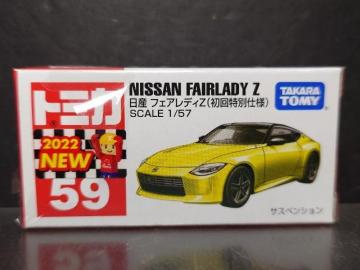 トミカ
2022
NEW
59
NISSAN FAIRLADY Z
日産 フェアレディZ(初回特別仕様)
SCALE 1/57
TAKARA
TOMY
サスペンション